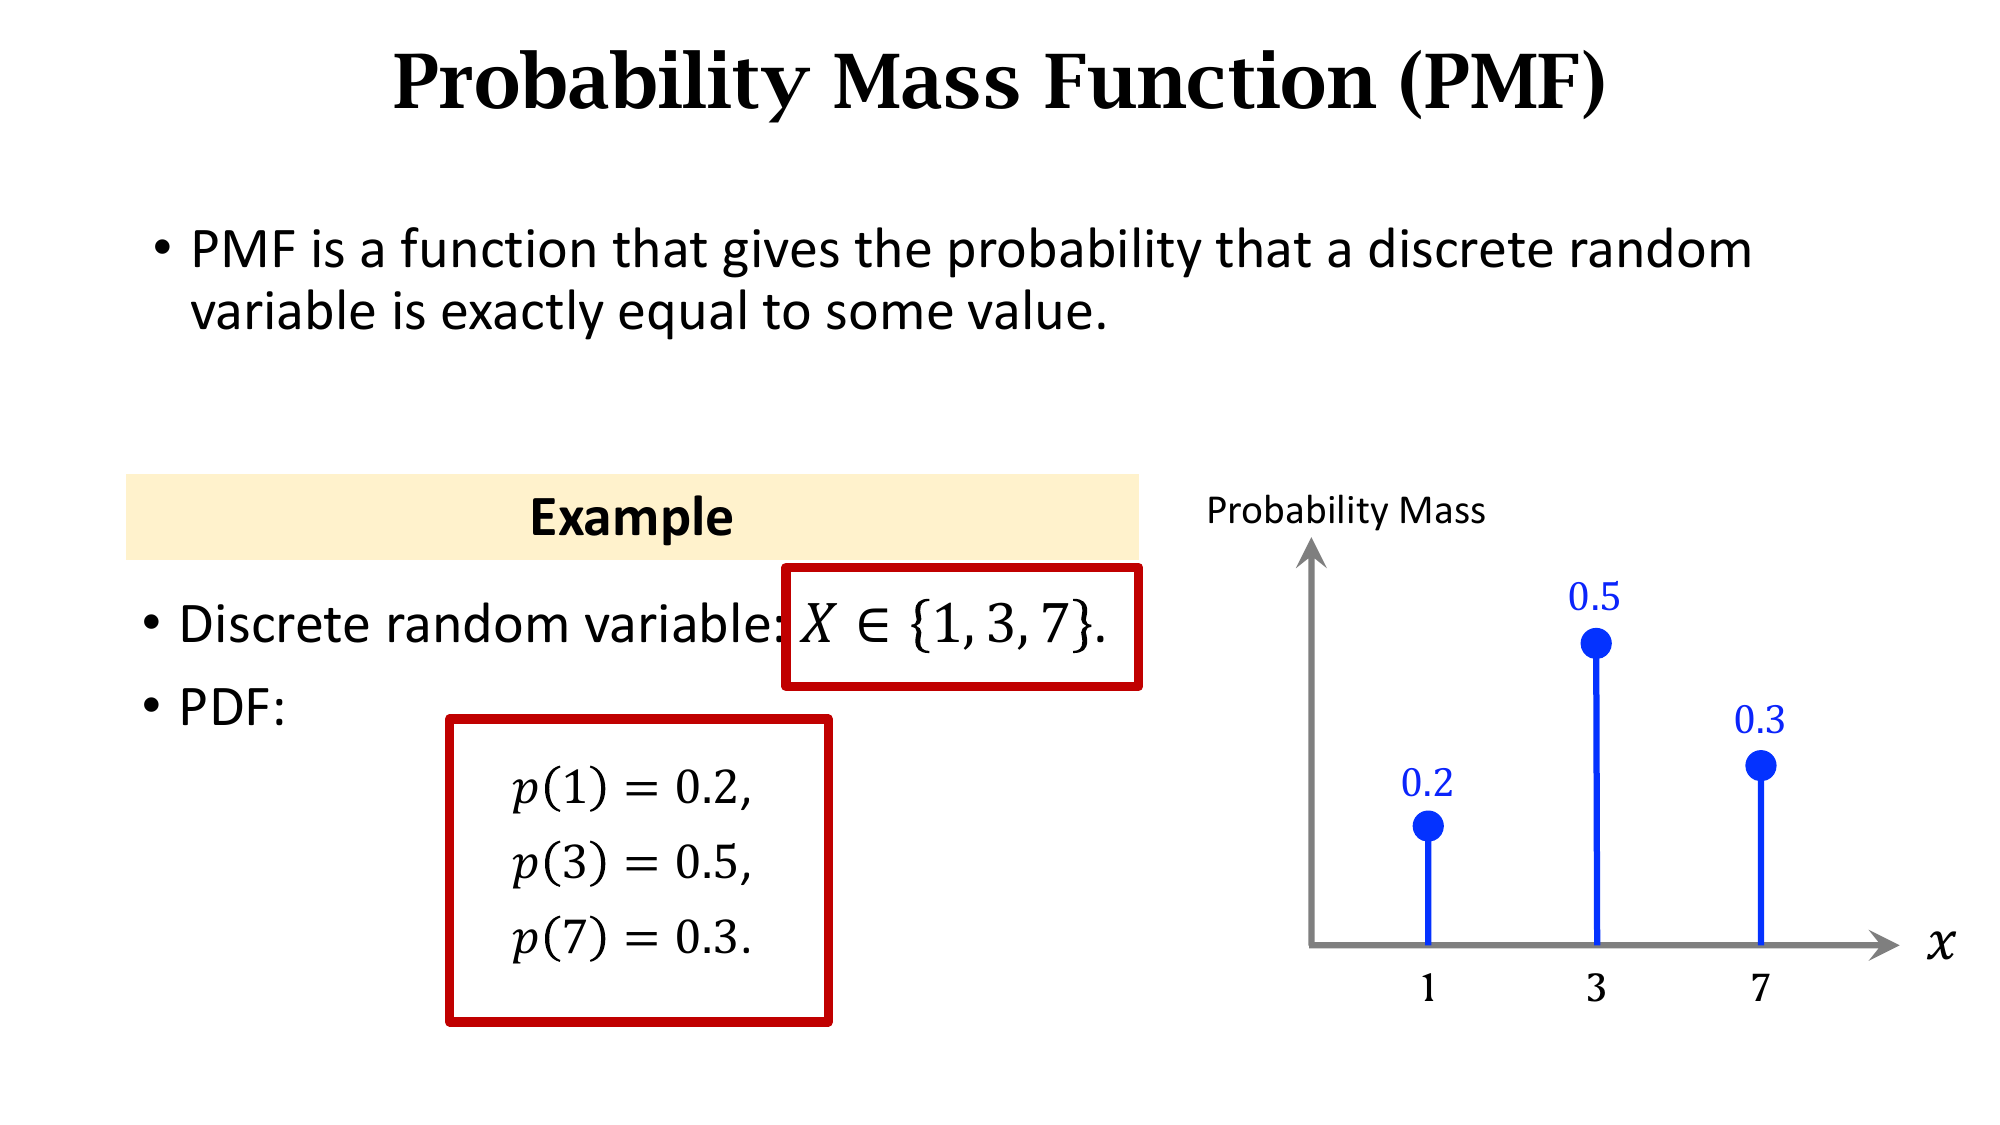 Probability Mass Function (PMF)
• PMF is a function that gives the probability that a discrete random
variable is exactly equal to some value.
Example
• Discrete random variable: X ∈ {1, 3, 7}.
• PDF:
p(1) = 0.2,
p(3) = 0.5,
p(7) = 0.3.
Probability Mass
0.5
0.3
0.2
x
1 3 7